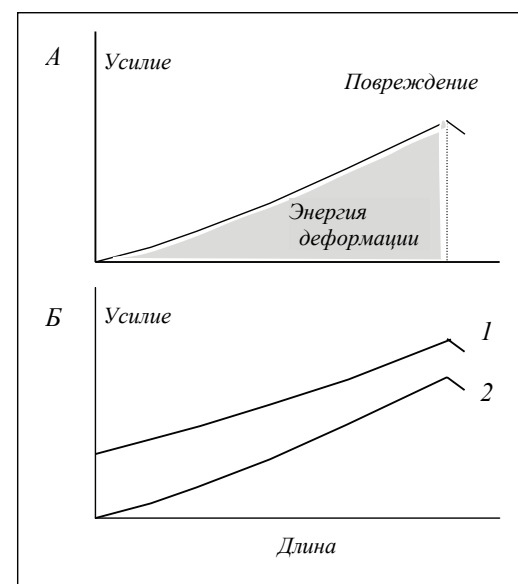 А
Усилие
Повреждение
Энергия
деформации
Б
Усилие
1
2
Длина